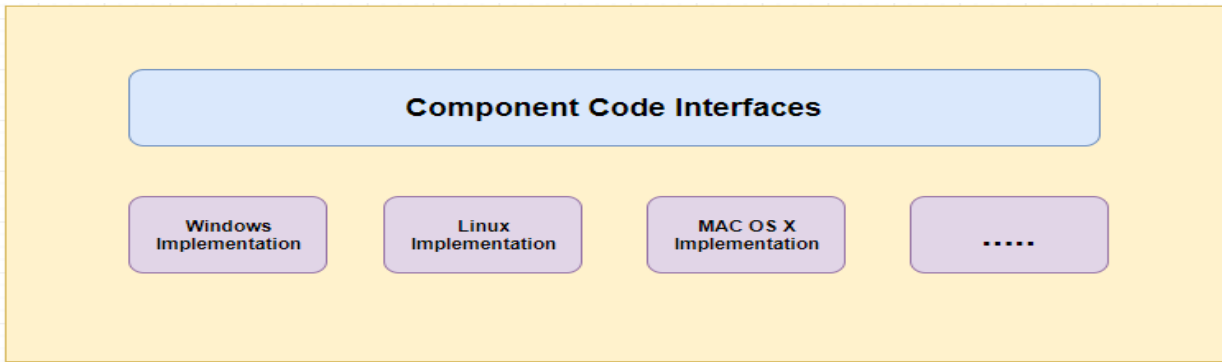 Component Code Interfaces
Windows
Implementation
Linux
Implementation
MAC OS X
Implementation
.....